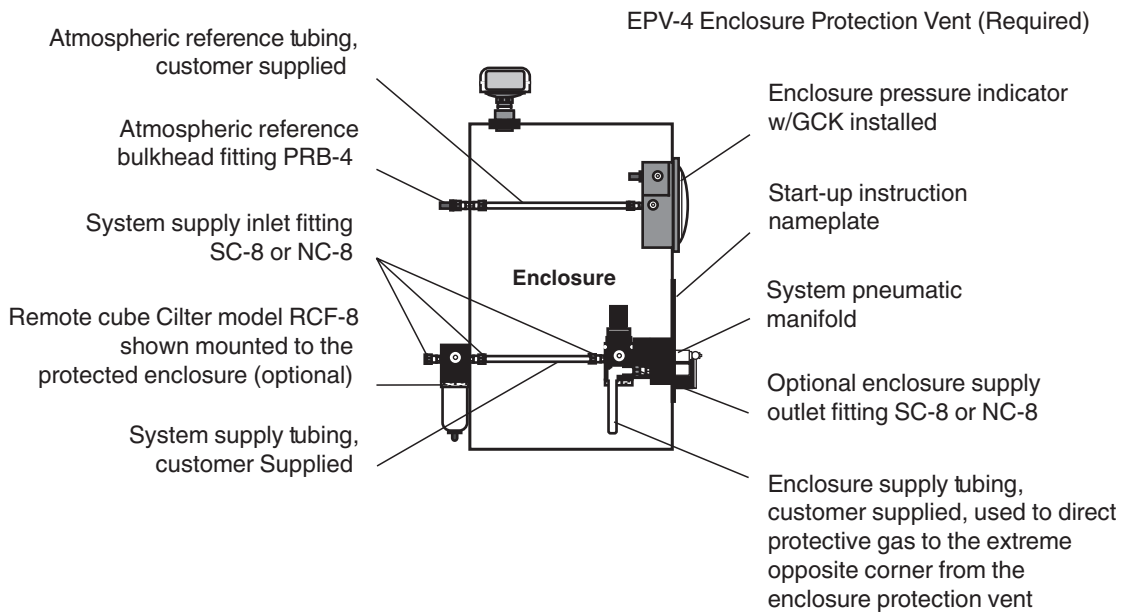 EPV-4 Enclosure Protection Vent (Required)
Atmospheric reference tubing,
customer supplied
Atmospheric reference
bulkhead fitting PRB-4
System supply inlet fitting
SC-8 or NC-8
Remote cube Cilter model RCF-8
shown mounted to the
protected enclosure (optional)
System supply tubing,
customer Supplied
Enclosure
Enclosure pressure indicator
w/GCK installed
Start-up instruction
nameplate
System pneumatic
manifold
Optional enclosure supply
outlet fitting SC-8 or NC-8
Enclosure supply tubing,
customer supplied, used to direct
protective gas to the extreme
opposite corner from the
enclosure protection vent